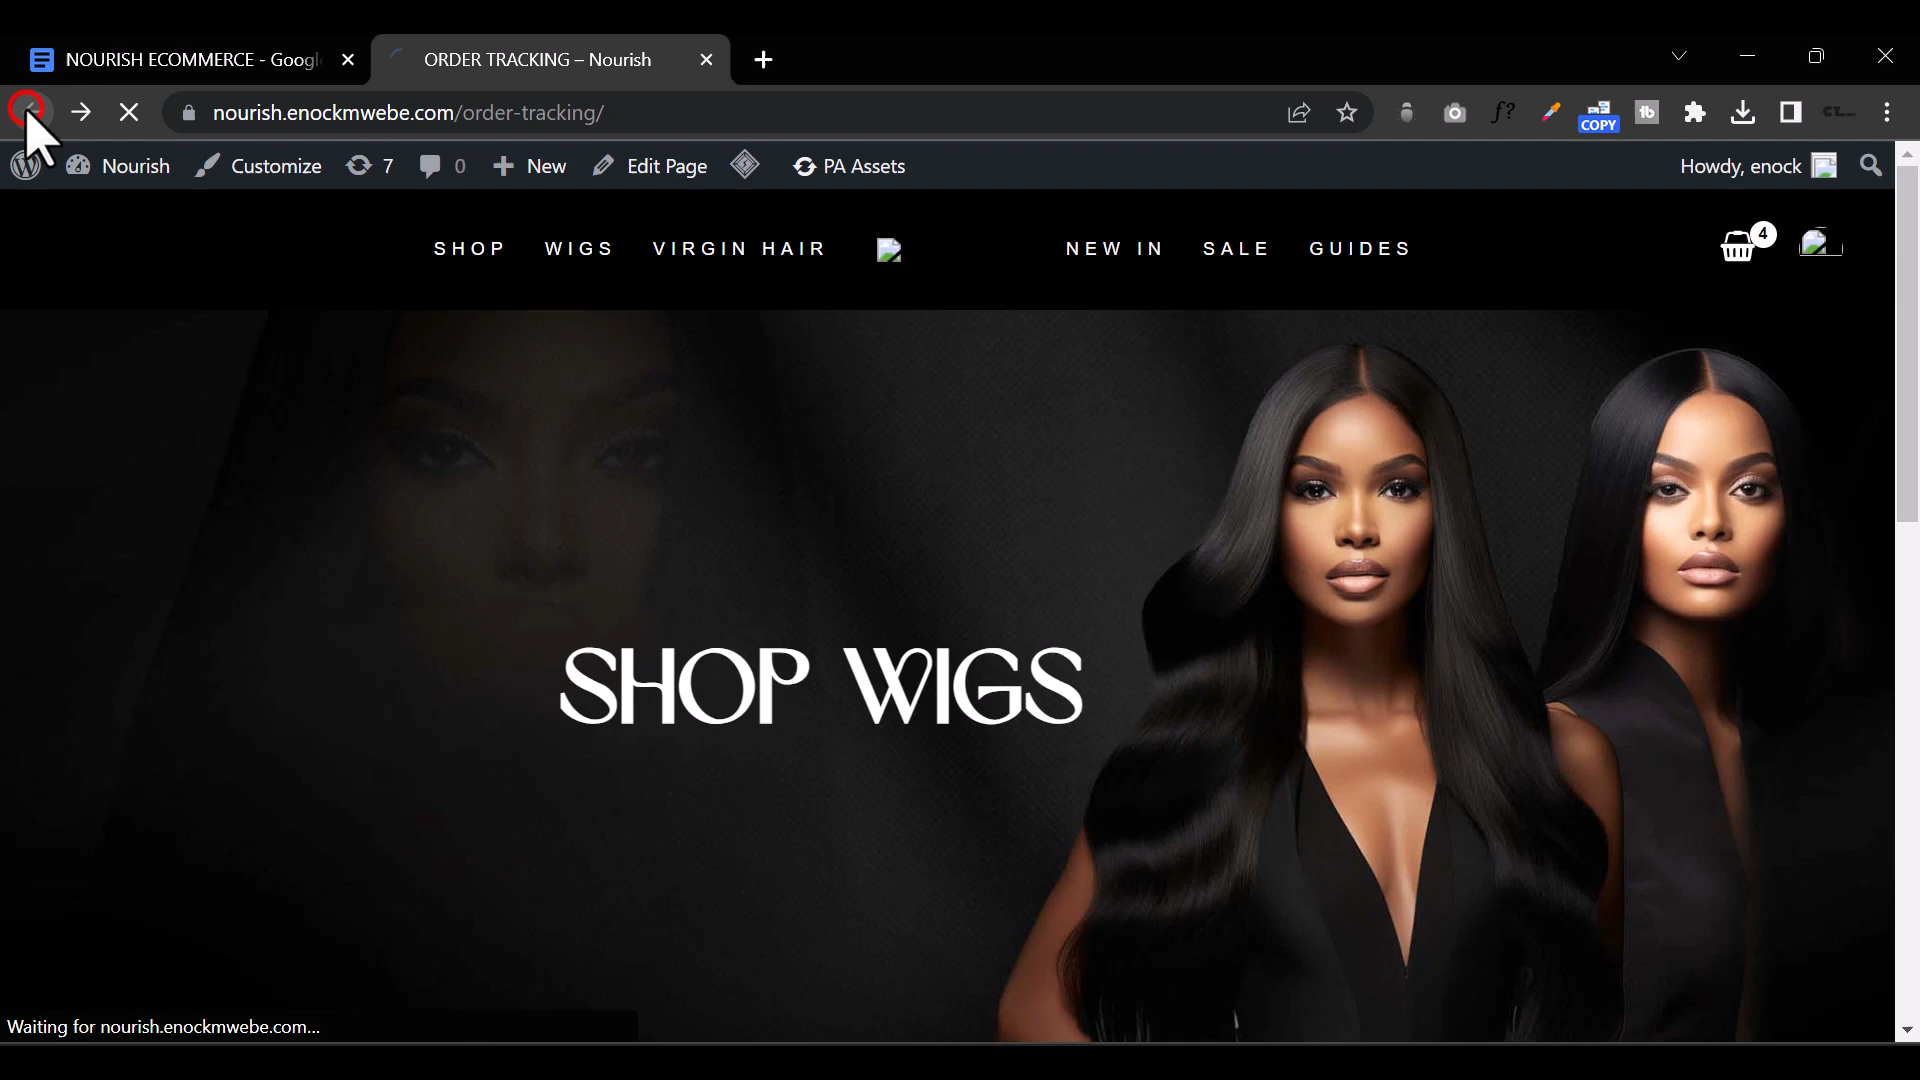 NOURISH ECOMMERCE - Googl
ORDER TRACKING – Nourish
nourish.enockmwebe.com/order-tracking/
f?
COPY
tb
Nourish
Customize
7
0
New
Edit Page
PA Assets
Howdy, enock
SHOP
WIGS
VIRGIN HAIR
NEW IN
SALE
GUIDES
4
SHOP WIGS
Waiting for nourish.enockmwebe.com...